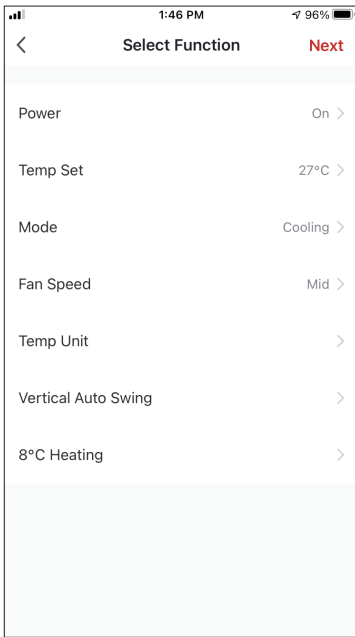 1:46 PM 96%
Select Function Next
Power On
Temp Set 27°C
Mode Cooling
Fan Speed Mid
Temp Unit
Vertical Auto Swing
8°C Heating